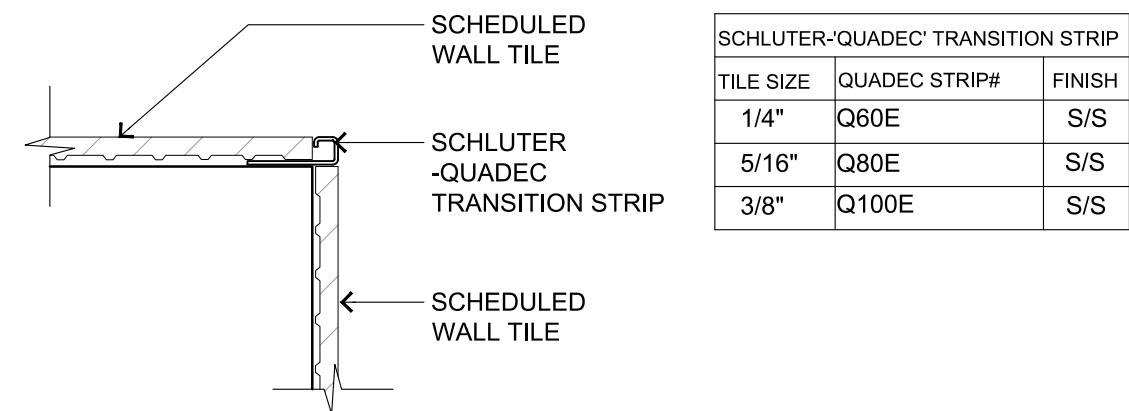 SCHEDULED
WALL TILE
SCHLUTER
-QUADEC
TRANSITION STRIP
SCHEDULED
WALL TILE
SCHLUTER-'QUADEC' TRANSITION STRIP
TILE SIZE QUADEC STRIP# FINISH
1/4" Q60E S/S
5/16" Q80E S/S
3/8" Q100E S/S